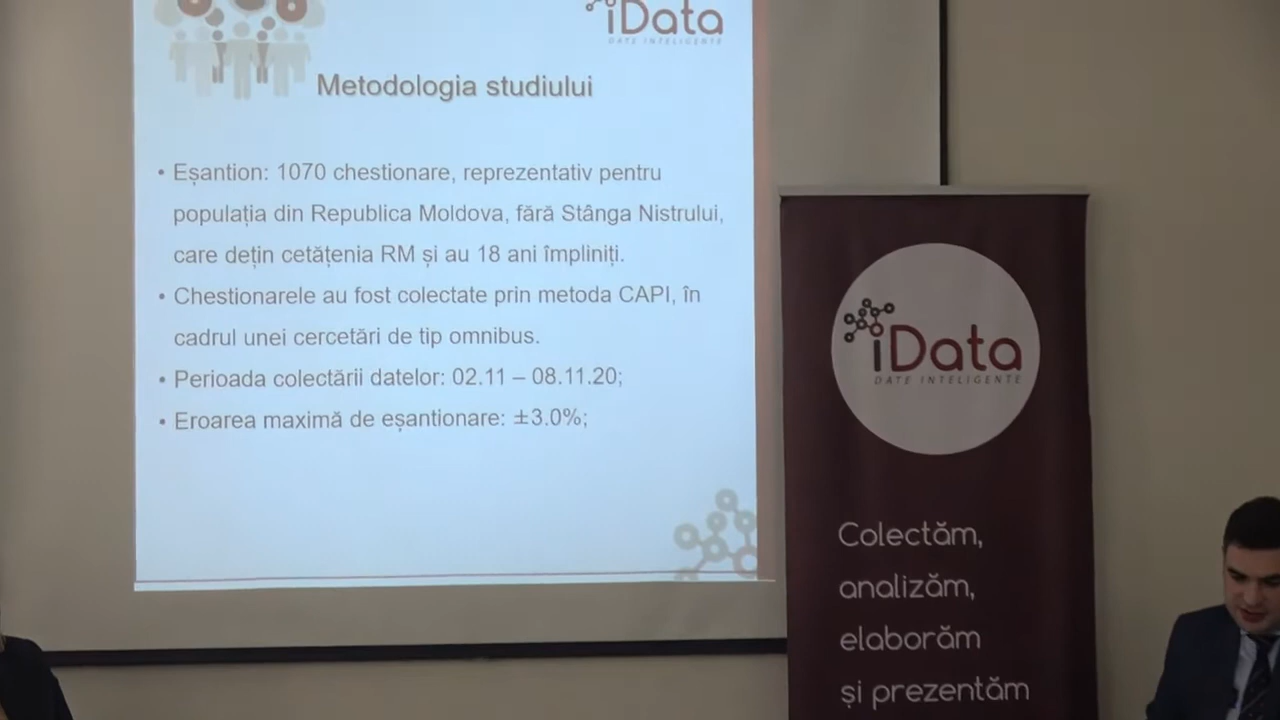 iData
DATE INTELIGENTE
Metodologia studiului
• Eșantion: 1070 chestionare, reprezentativ pentru
populația din Republica Moldova, fără Stânga Nistrului,
care dețin cetățenia RM și au 18 ani împliniți.
• Chestionarele au fost colectate prin metoda CAPI, în
cadrul unei cercetări de tip omnibus.
• Perioada colectării datelor: 02.11 – 08.11.20;
• Eroarea maximă de eșantionare: ±3.0%;
iData
DATE INTELIGENTE
Colectăm,
analizăm,
elaborăm
și prezentăm